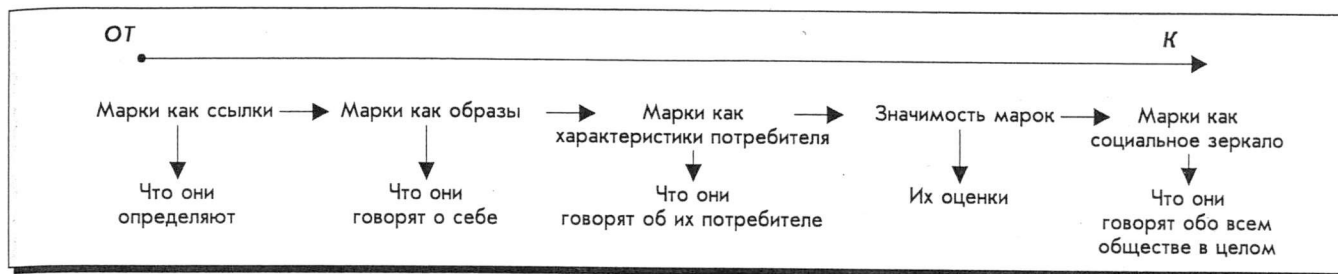 ОТ
К
Марки как ссылки
Марки как образы
Марки как
характеристики потребителя
Значимость марок
Марки как
социальное зеркало
Что они
определяют
Что они
говорят о себе
Что они
говорят об их потребителе
Их оценки
Что они
говорят обо всем
обществе в целом